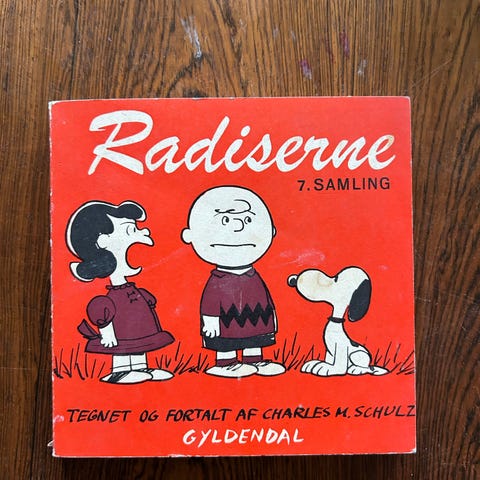 Radiserne
7. SAMLING
TEGNET OG FORTALT AF CHARLES M. SCHULZ
GYLDENDAL